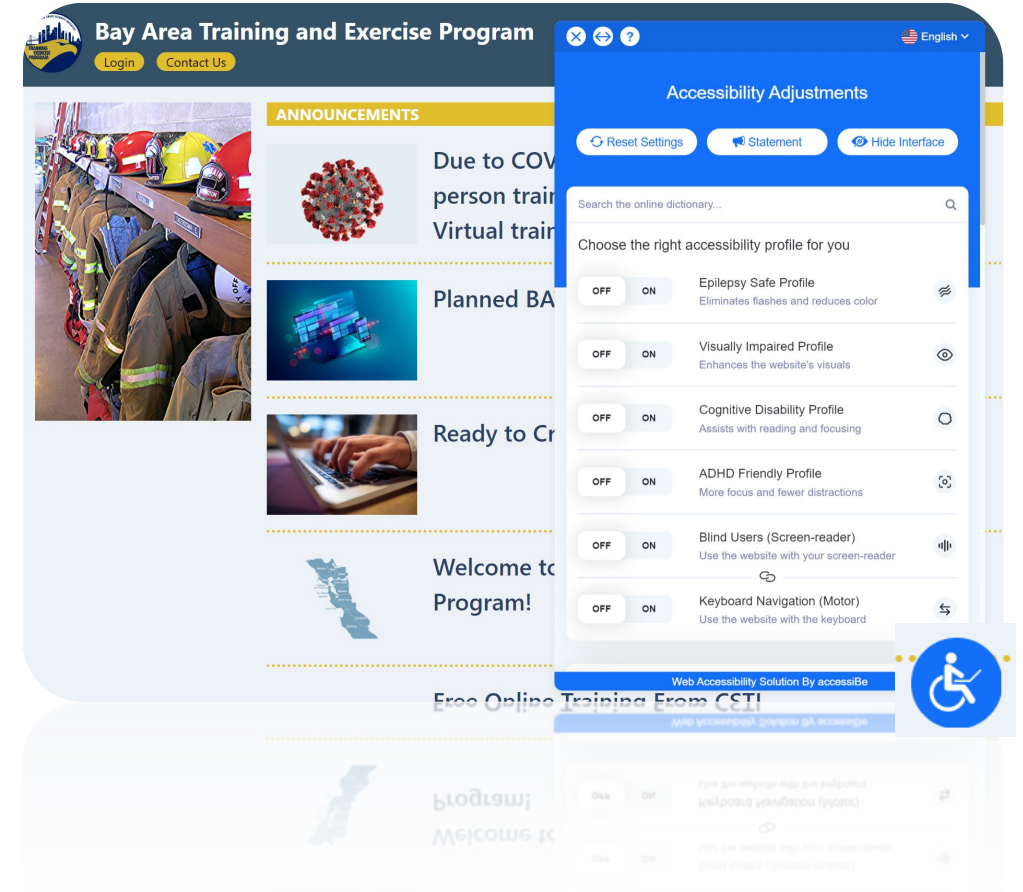 Bay Area Training and Exercise Program
Login
Contact Us
TRAINING
EXERCISE
PROGRAM
ANNOUNCEMENTS
Due to COV
person train
Virtual train
Planned BA
Ready to Cr
Welcome to
Program!
Free Online Training From CSTI
English
Accessibility Adjustments
Reset Settings
Statement
Hide Interface
Search the online dictionary...
Choose the right accessibility profile for you
OFF ON
Epilepsy Safe Profile
Eliminates flashes and reduces color
OFF ON
Visually Impaired Profile
Enhances the website's visuals
OFF ON
Cognitive Disability Profile
Assists with reading and focusing
OFF ON
ADHD Friendly Profile
More focus and fewer distractions
OFF ON
Blind Users (Screen-reader)
Use the website with your screen-reader
OFF ON
Keyboard Navigation (Motor)
Use the website with the keyboard
Web Accessibility Solution By accessiBe